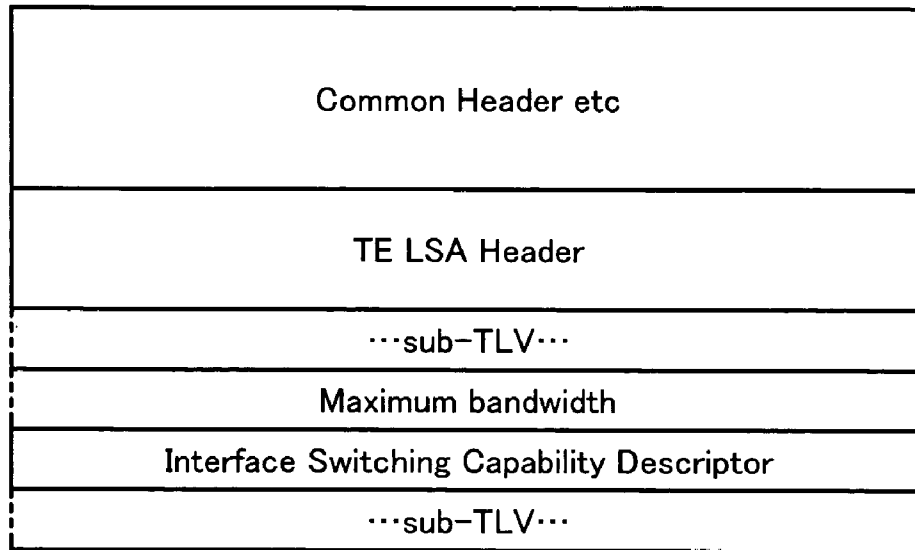 Common Header etc
TE LSA Header
…sub-TLV…
Maximum bandwidth
Interface Switching Capability Descriptor
…sub-TLV…